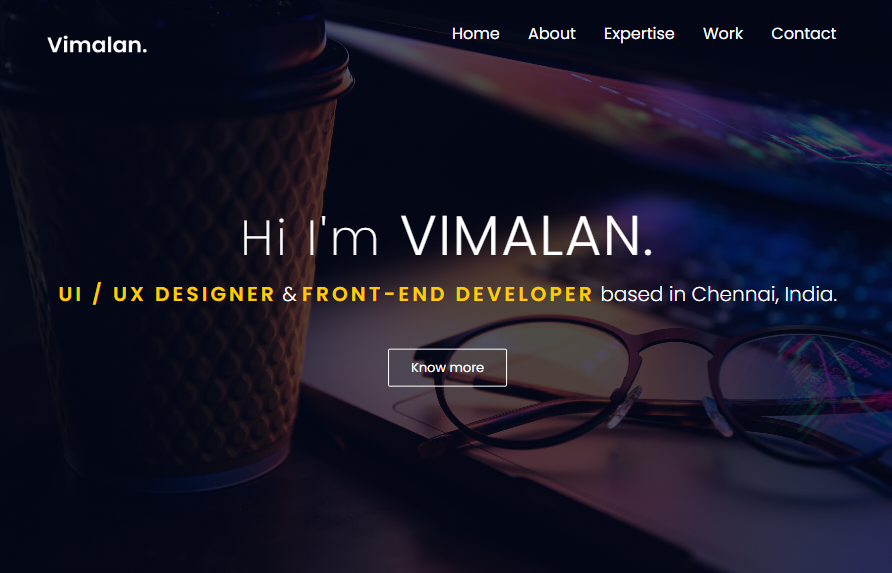 Vimalan.
Home About Expertise Work Contact
Hi I'm VIMALAN.
UI / UX DESIGNER & FRONT-END DEVELOPER based in Chennai, India.
Know more